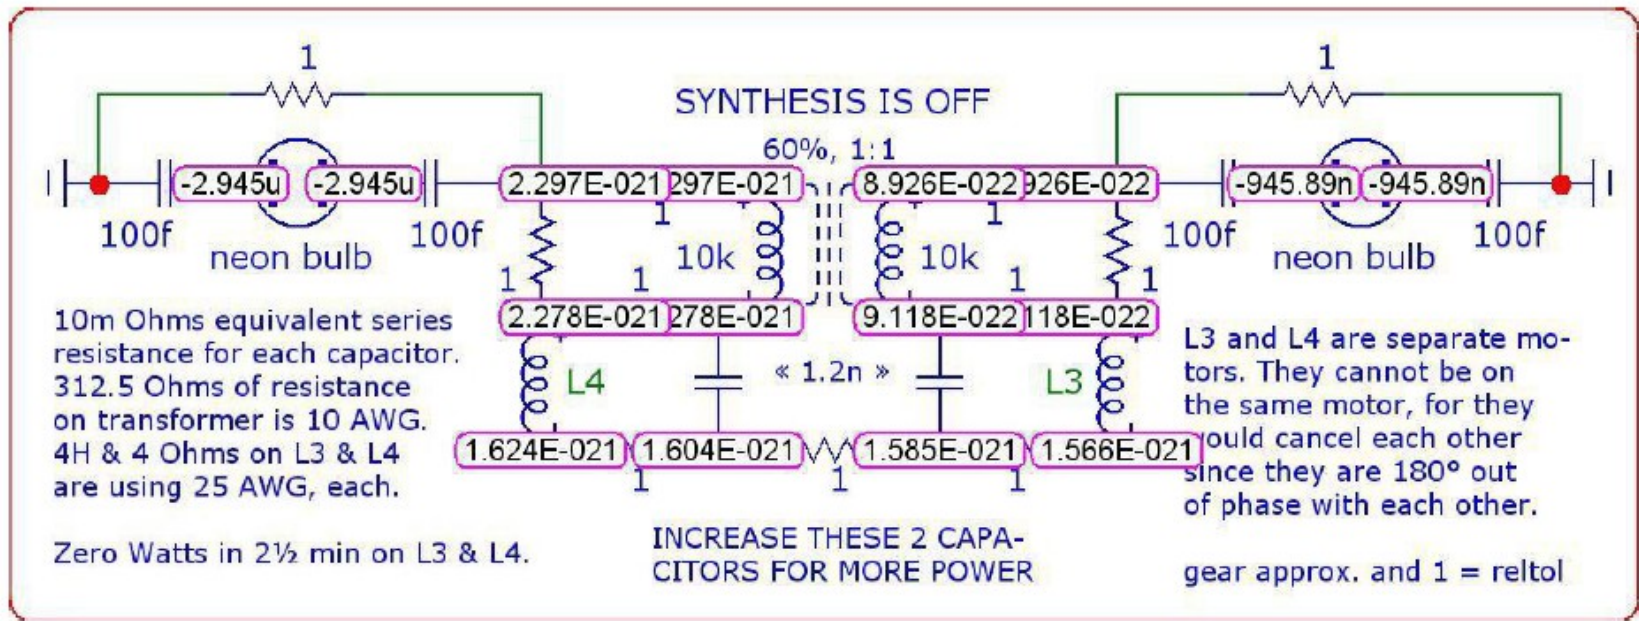 1
1
SYNTHESIS IS OFF
60%, 1:1
-2.945u
-2.945u
2.297E-021
297E-021
8.926E-022
926E-022
-945.89n
-945.89n
100f
100f
1
10k
10k
1
100f
100f
neon bulb
neon bulb
1
1
1
1
2.278E-021
278E-021
9.118E-022
118E-022
10m Ohms equivalent series
resistance for each capacitor.
312.5 Ohms of resistance
on transformer is 10 AWG.
4H & 4 Ohms on L3 & L4
are using 25 AWG, each.
Zero Watts in 2½ min on L3 & L4.
L4
« 1.2n »
L3
1.624E-021
1.604E-021
1.585E-021
1.566E-021
1
1
1
INCREASE THESE 2 CAPA-
CITORS FOR MORE POWER
L3 and L4 are separate mo-
tors. They cannot be on
the same motor, for they
would cancel each other
since they are 180° out
of phase with each other.
gear approx. and 1 = reltol